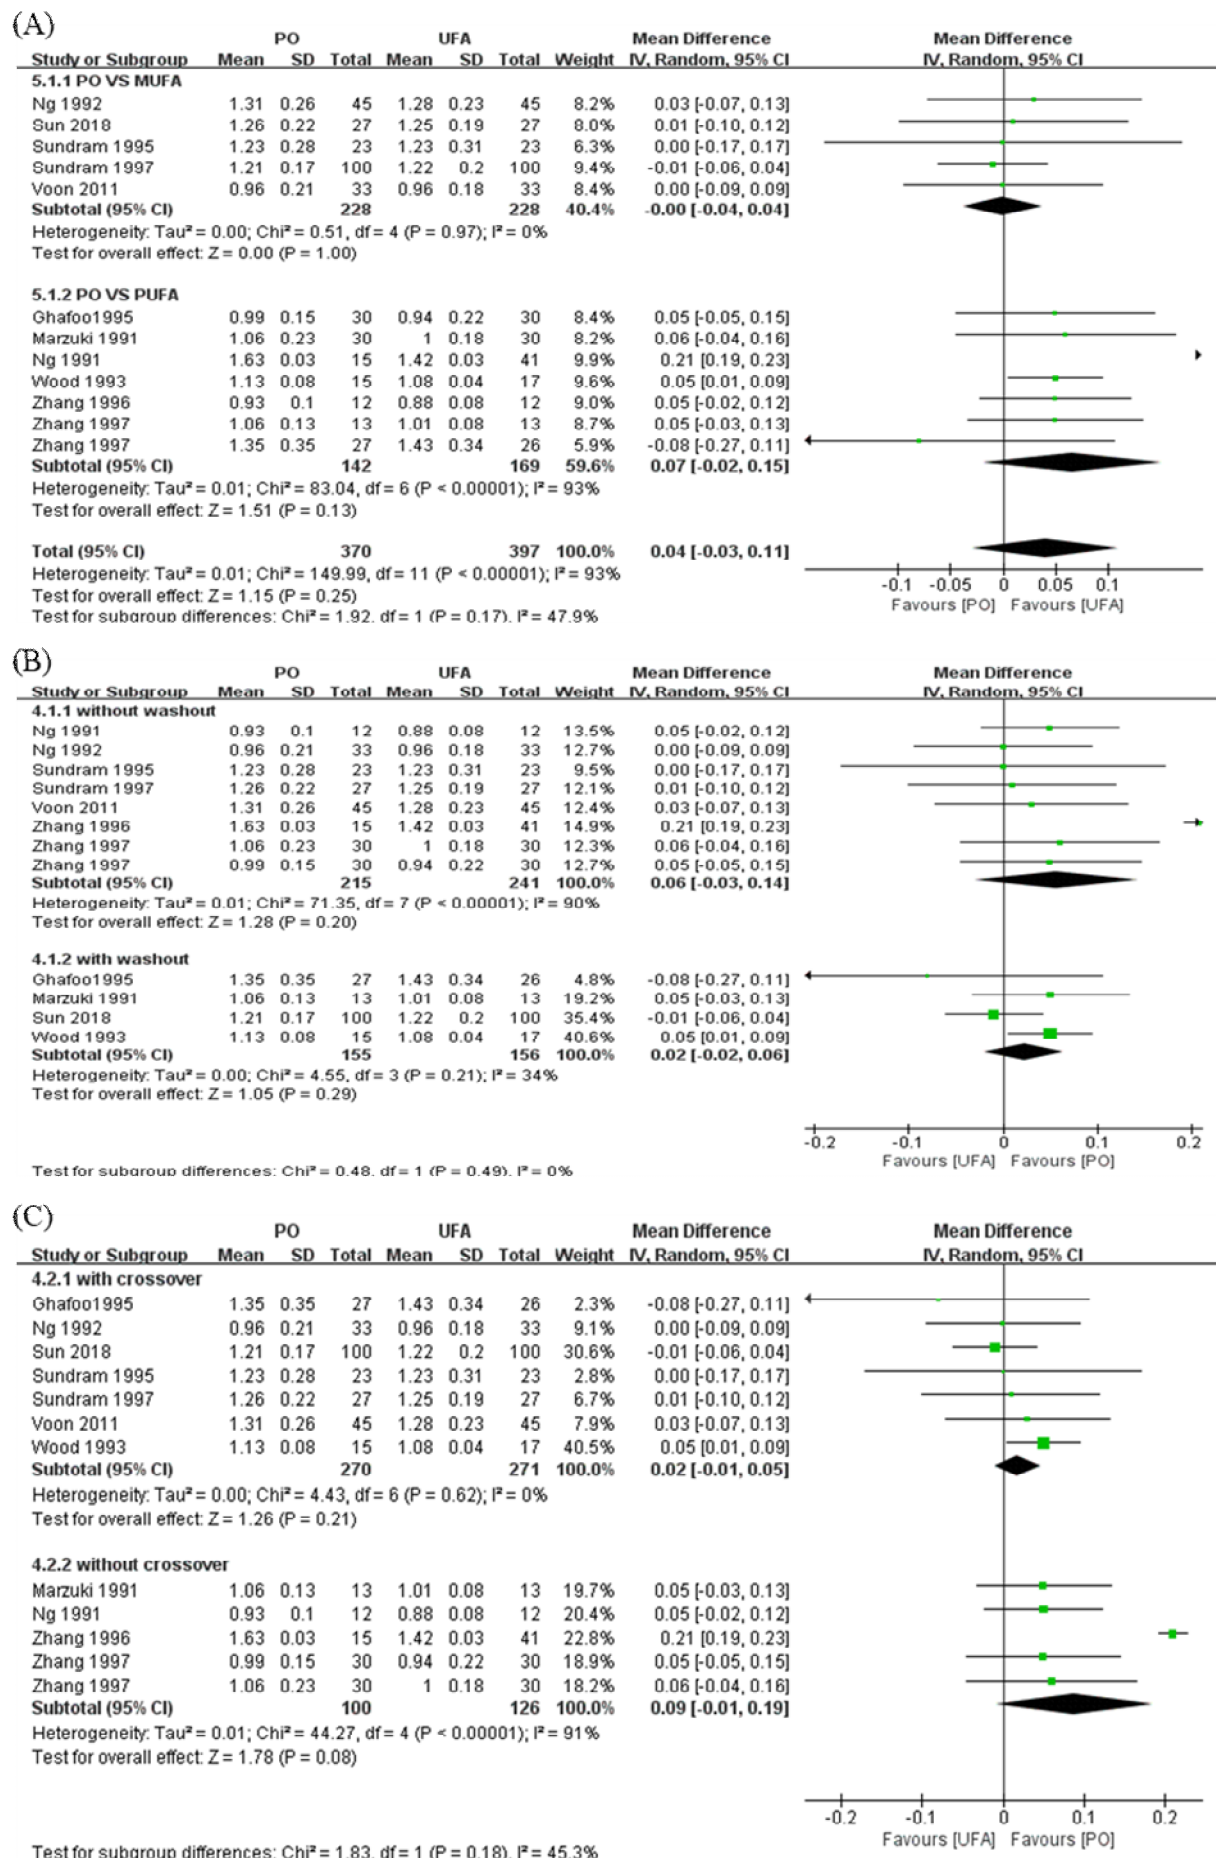 (A)
PO UFA Mean Difference Mean Difference
Study or Subgroup Mean SD Total Mean SD Total Weight IV, Random, 95% CI IV, Random, 95% CI
5.1.1 PO VS MUFA
Ng 1992 1.31 0.26 45 1.28 0.23 45 8.2% 0.03 [-0.07, 0.13]
Sun 2018 1.26 0.22 27 1.25 0.19 27 8.0% 0.01 [-0.10, 0.12]
Sundram 1995 1.23 0.28 23 1.23 0.31 23 6.3% 0.00 [-0.17, 0.17]
Sundram 1997 1.21 0.17 100 1.22 0.2 100 9.4% -0.01 [-0.06, 0.04]
Voon 2011 0.96 0.21 33 0.96 0.18 33 8.4% 0.00 [-0.09, 0.09]
Subtotal (95% CI) 228 228 40.4% -0.00 [-0.04, 0.04]
Heterogeneity: Tau² = 0.00; Chi² = 0.51, df = 4 (P = 0.97); I² = 0%
Test for overall effect: Z = 0.00 (P = 1.00)
5.1.2 PO VS PUFA
Ghafoo1995 0.99 0.15 30 0.94 0.22 30 8.4% 0.05 [-0.05, 0.15]
Marzuki 1991 1.06 0.23 30 1 0.18 30 8.2% 0.06 [-0.04, 0.16]
Ng 1991 1.63 0.03 15 1.42 0.03 41 9.9% 0.21 [0.19, 0.23]
Wood 1993 1.13 0.08 15 1.08 0.04 17 9.6% 0.05 [0.01, 0.09]
Zhang 1996 0.93 0.1 12 0.88 0.08 12 9.0% 0.05 [-0.02, 0.12]
Zhang 1997 1.06 0.13 13 1.01 0.08 13 8.7% 0.05 [-0.03, 0.13]
Zhang 1997 1.35 0.35 27 1.43 0.34 26 5.9% -0.08 [-0.27, 0.11]
Subtotal (95% CI) 142 169 59.6% 0.07 [-0.02, 0.15]
Heterogeneity: Tau² = 0.01; Chi² = 83.04, df = 6 (P < 0.00001); I² = 93%
Test for overall effect: Z = 1.51 (P = 0.13)
Total (95% CI) 370 397 100.0% 0.04 [-0.03, 0.11]
Heterogeneity: Tau² = 0.01; Chi² = 149.99, df = 11 (P < 0.00001); I² = 93%
Test for overall effect: Z = 1.15 (P = 0.25)
Test for subgroup differences: Chi² = 1.92, df = 1 (P = 0.17), I² = 47.9%
-0.1 -0.05 0 0.05 0.1
Favours [PO] Favours [UFA]
(B)
PO UFA Mean Difference Mean Difference
Study or Subgroup Mean SD Total Mean SD Total Weight IV, Random, 95% CI IV, Random, 95% CI
4.1.1 without washout
Ng 1991 0.93 0.1 12 0.88 0.08 12 13.5% 0.05 [-0.02, 0.12]
Ng 1992 0.96 0.21 33 0.96 0.18 33 12.7% 0.00 [-0.09, 0.09]
Sundram 1995 1.23 0.28 23 1.23 0.31 23 9.5% 0.00 [-0.17, 0.17]
Sundram 1997 1.26 0.22 27 1.25 0.19 27 12.1% 0.01 [-0.10, 0.12]
Voon 2011 1.31 0.26 45 1.28 0.23 45 12.4% 0.03 [-0.07, 0.13]
Zhang 1996 1.63 0.03 15 1.42 0.03 41 14.9% 0.21 [0.19, 0.23]
Zhang 1997 1.06 0.23 30 1 0.18 30 12.3% 0.06 [-0.04, 0.16]
Zhang 1997 0.99 0.15 30 0.94 0.22 30 12.7% 0.05 [-0.05, 0.15]
Subtotal (95% CI) 215 241 100.0% 0.06 [-0.03, 0.14]
Heterogeneity: Tau² = 0.01; Chi² = 71.35, df = 7 (P < 0.00001); I² = 90%
Test for overall effect: Z = 1.28 (P = 0.20)
4.1.2 with washout
Ghafoo1995 1.35 0.35 27 1.43 0.34 26 4.8% -0.08 [-0.27, 0.11]
Marzuki 1991 1.06 0.13 13 1.01 0.08 13 19.2% 0.05 [-0.03, 0.13]
Sun 2018 1.21 0.17 100 1.22 0.2 100 35.4% -0.01 [-0.06, 0.04]
Wood 1993 1.13 0.08 15 1.08 0.04 17 40.6% 0.05 [0.01, 0.09]
Subtotal (95% CI) 155 156 100.0% 0.02 [-0.02, 0.06]
Heterogeneity: Tau² = 0.00; Chi² = 4.55, df = 3 (P = 0.21); I² = 34%
Test for overall effect: Z = 1.05 (P = 0.29)
-0.2 -0.1 0 0.1 0.2
Favours [UFA] Favours [PO]
Test for subgroup differences: Chi² = 0.48, df = 1 (P = 0.49), I² = 0%
(C)
PO UFA Mean Difference Mean Difference
Study or Subgroup Mean SD Total Mean SD Total Weight IV, Random, 95% CI IV, Random, 95% CI
4.2.1 with crossover
Ghafoo1995 1.35 0.35 27 1.43 0.34 26 2.3% -0.08 [-0.27, 0.11]
Ng 1992 0.96 0.21 33 0.96 0.18 33 9.1% 0.00 [-0.09, 0.09]
Sun 2018 1.21 0.17 100 1.22 0.2 100 30.6% -0.01 [-0.06, 0.04]
Sundram 1995 1.23 0.28 23 1.23 0.31 23 2.8% 0.00 [-0.17, 0.17]
Sundram 1997 1.26 0.22 27 1.25 0.19 27 6.7% 0.01 [-0.10, 0.12]
Voon 2011 1.31 0.26 45 1.28 0.23 45 7.9% 0.03 [-0.07, 0.13]
Wood 1993 1.13 0.08 15 1.08 0.04 17 40.5% 0.05 [0.01, 0.09]
Subtotal (95% CI) 270 271 100.0% 0.02 [-0.01, 0.05]
Heterogeneity: Tau² = 0.00; Chi² = 4.43, df = 6 (P = 0.62); I² = 0%
Test for overall effect: Z = 1.26 (P = 0.21)
4.2.2 without crossover
Marzuki 1991 1.06 0.13 13 1.01 0.08 13 19.7% 0.05 [-0.03, 0.13]
Ng 1991 0.93 0.1 12 0.88 0.08 12 20.4% 0.05 [-0.02, 0.12]
Zhang 1996 1.63 0.03 15 1.42 0.03 41 22.8% 0.21 [0.19, 0.23]
Zhang 1997 0.99 0.15 30 0.94 0.22 30 18.9% 0.05 [-0.05, 0.15]
Zhang 1997 1.06 0.23 30 1 0.18 30 18.2% 0.06 [-0.04, 0.16]
Subtotal (95% CI) 100 126 100.0% 0.09 [-0.01, 0.19]
Heterogeneity: Tau² = 0.01; Chi² = 44.27, df = 4 (P < 0.00001); I² = 91%
Test for overall effect: Z = 1.78 (P = 0.08)
-0.2 -0.1 0 0.1 0.2
Favours [UFA] Favours [PO]
Test for subgroup differences: Chi² = 1.83, df = 1 (P = 0.18), I² = 45.3%